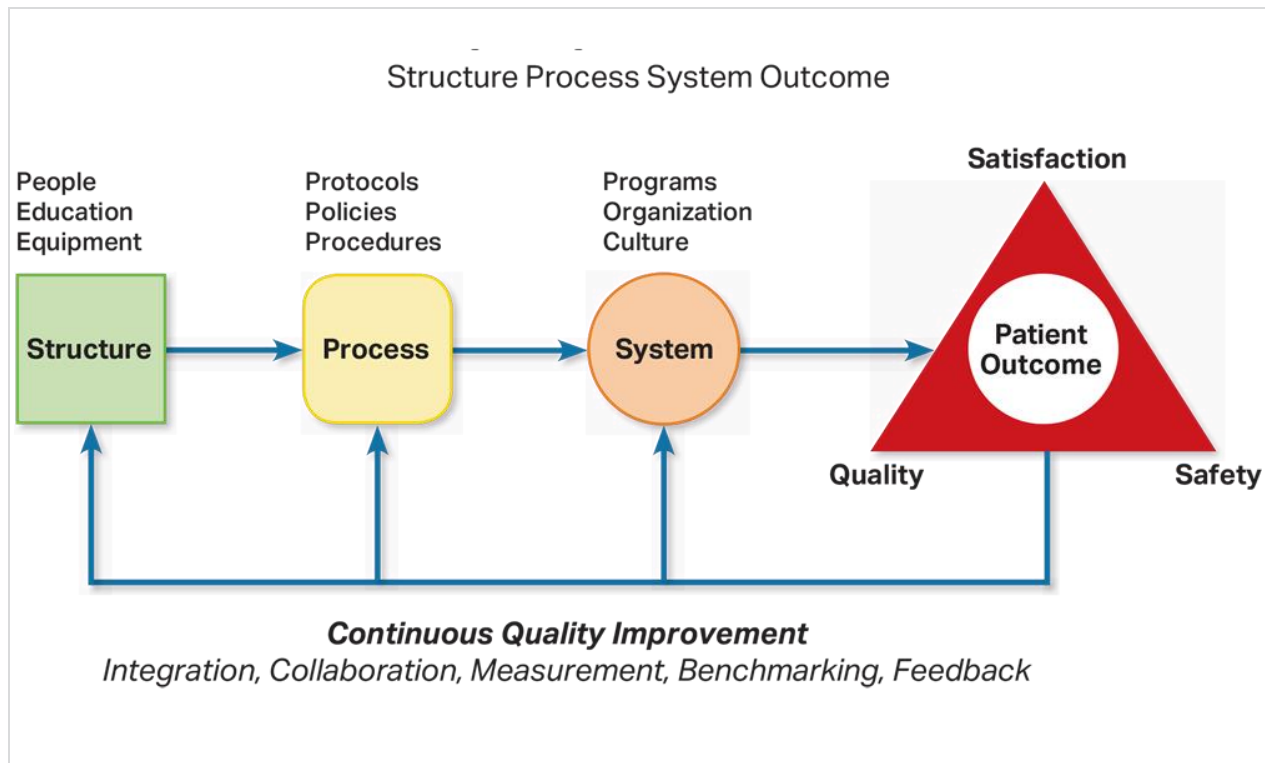 Structure Process System Outcome
People
Education
Equipment
Protocols
Policies
Procedures
Programs
Organization
Culture
Satisfaction
Structure
Process
System
Patient
Outcome
Quality
Safety
Continuous Quality Improvement
Integration, Collaboration, Measurement, Benchmarking, Feedback